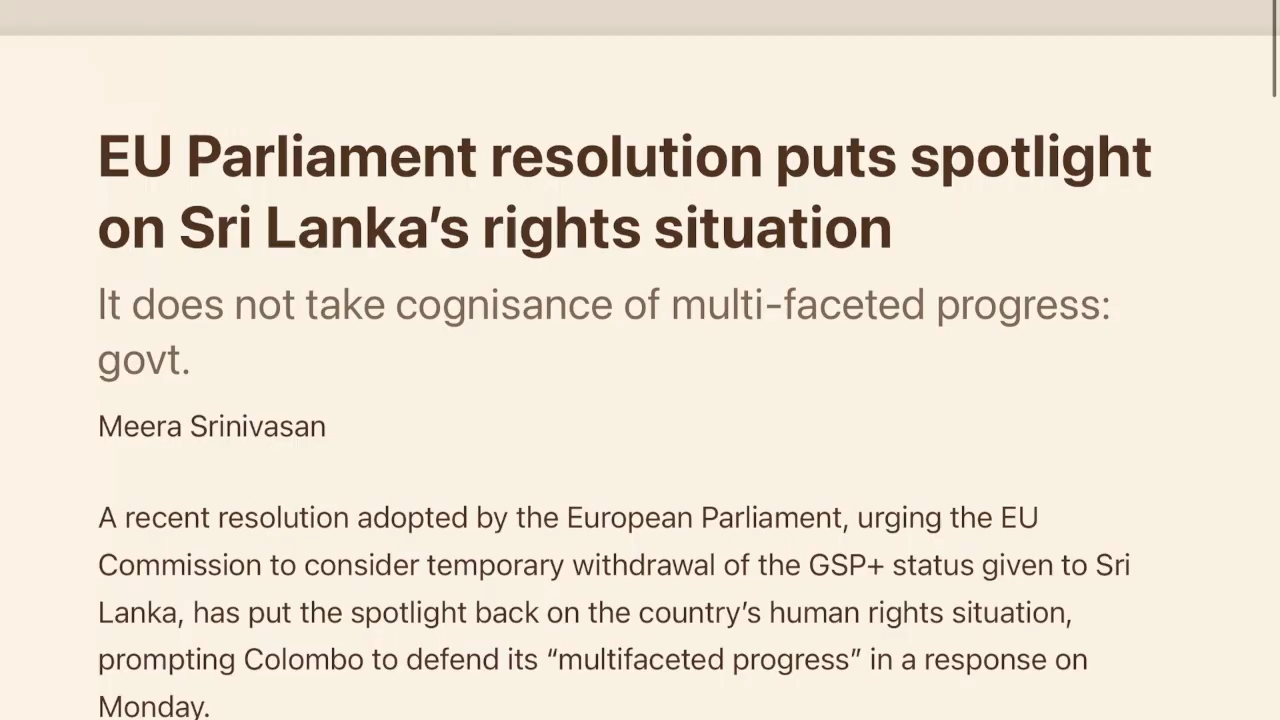 EU Parliament resolution puts spotlight
on Sri Lanka’s rights situation
It does not take cognisance of multi-faceted progress:
govt.
Meera Srinivasan
A recent resolution adopted by the European Parliament, urging the EU
Commission to consider temporary withdrawal of the GSP+ status given to Sri
Lanka, has put the spotlight back on the country’s human rights situation,
prompting Colombo to defend its “multifaceted progress” in a response on
Monday.